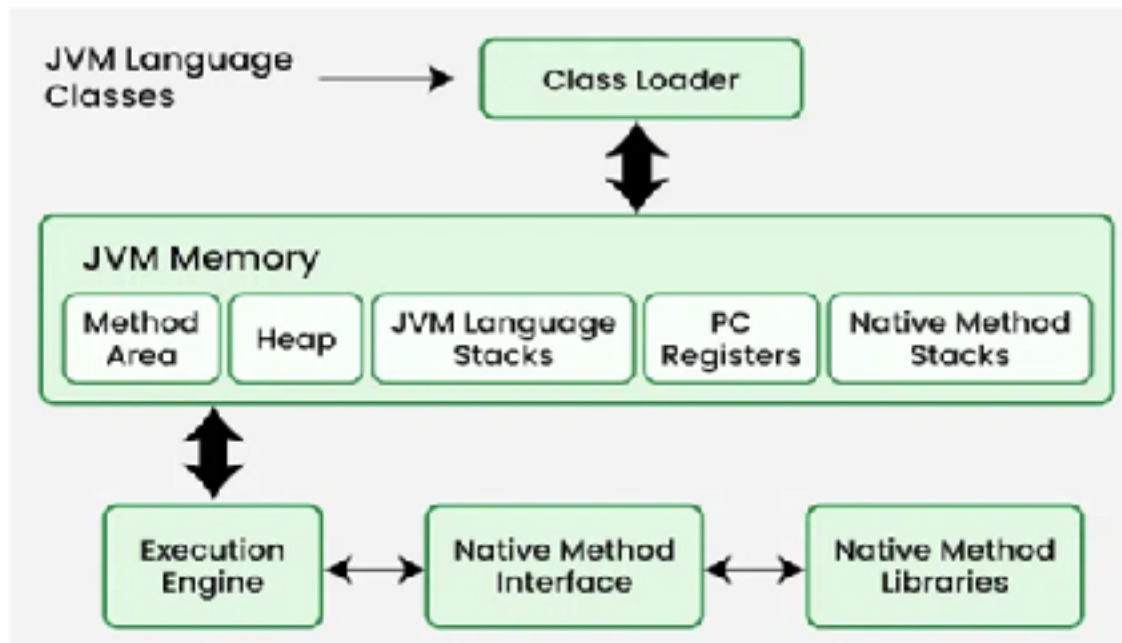 JVM Language
Classes
Class Loader
JVM Memory
Method
Area
Heap
JVM Language
Stacks
PC
Registers
Native Method
Stacks
Execution
Engine
Native Method
Interface
Native Method
Libraries